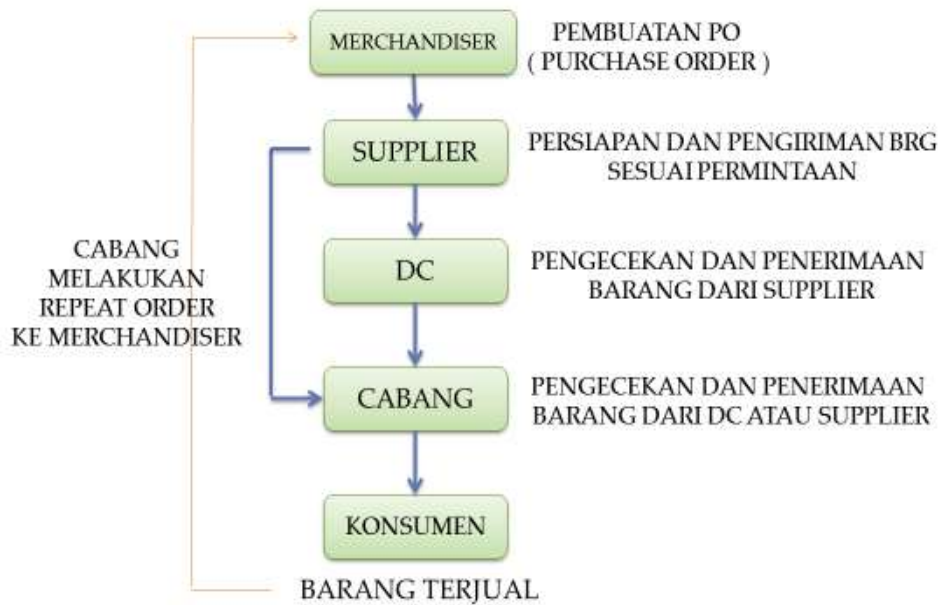 MERCHANDISER
PEMBUATAN PO
( PURCHASE ORDER )
SUPPLIER
PERSIAPAN DAN PENGIRIMAN BRG
SESUAI PERMINTAAN
CABANG
MELAKUKAN
REPEAT ORDER
KE MERCHANDISER
DC
PENGECEKAN DAN PENERIMAAN
BARANG DARI SUPPLIER
CABANG
PENGECEKAN DAN PENERIMAAN
BARANG DARI DC ATAU SUPPLIER
KONSUMEN
BARANG TERJUAL